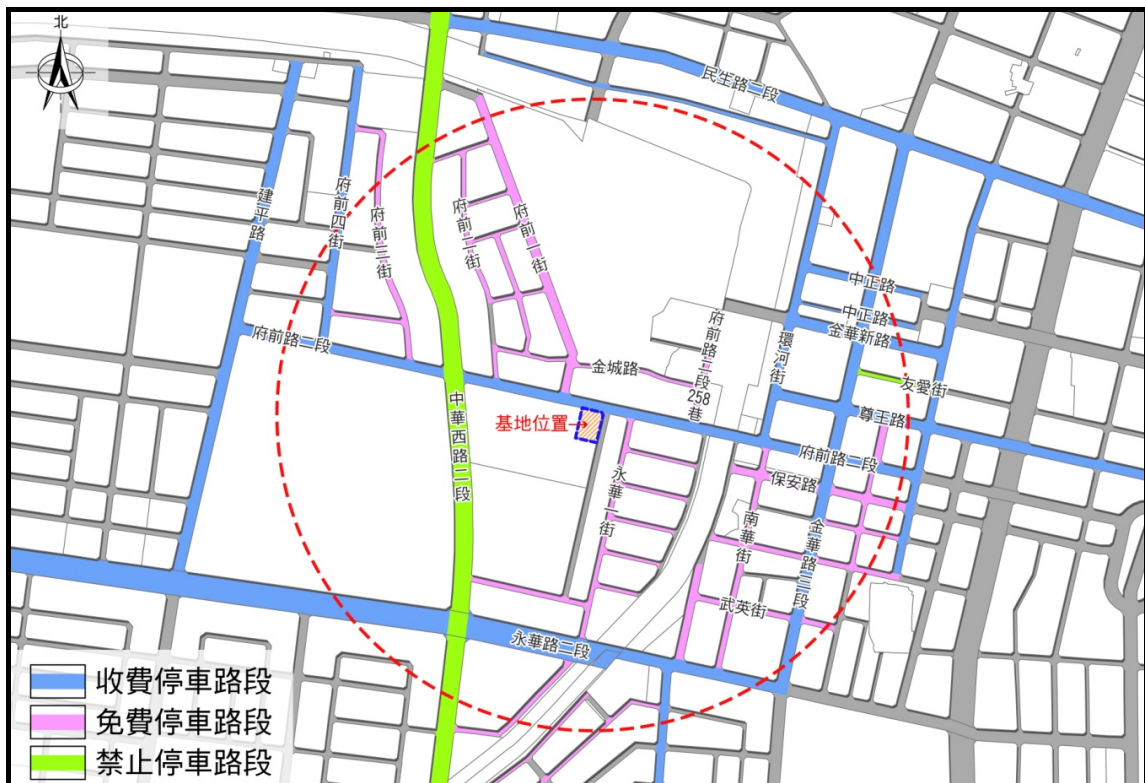 北
民生路二段
建平路
府前四街
府前三街
府前二街
府前一街
中正路
中正路
金華新路
環河街
友愛街
府前路二段
金城路
府前路二段258巷
尊王路
中華西路二段
基地位置
府前路二段
保安路
永華一街
南華街
金華路三段
武英街
永華路二段
收費停車路段
免費停車路段
禁止停車路段